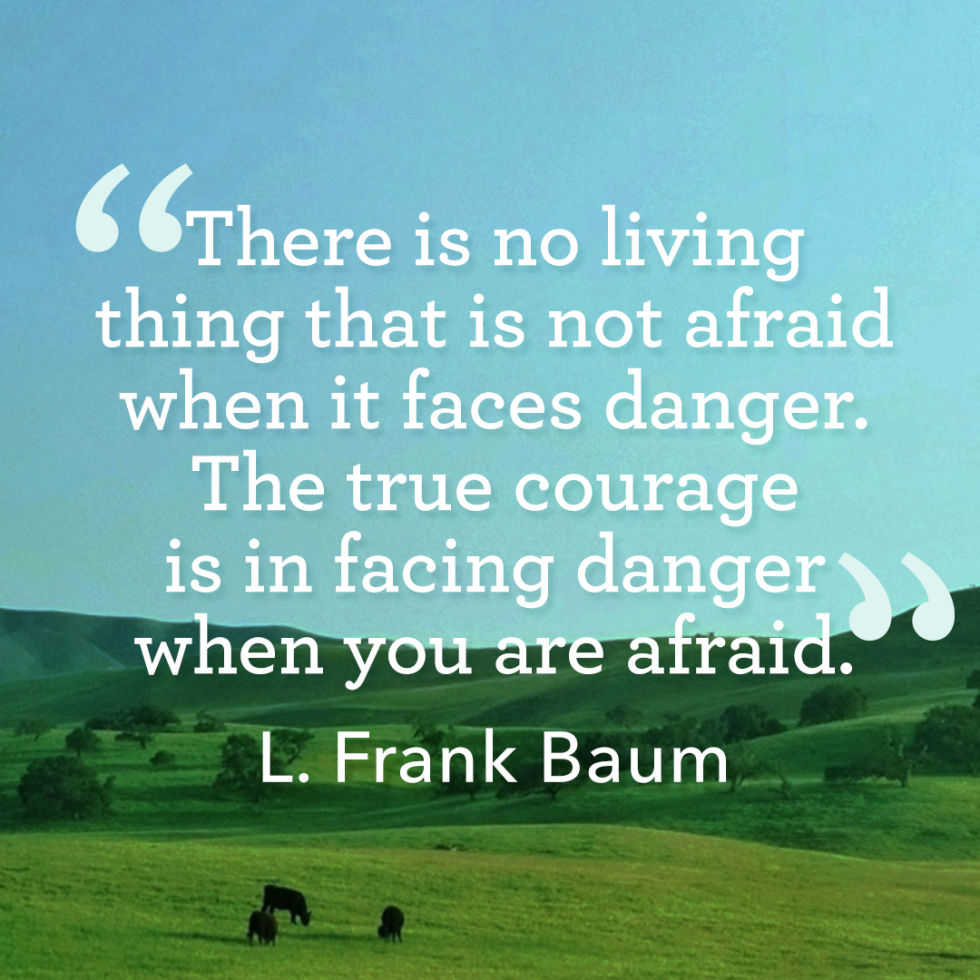 “There is no living
thing that is not afraid
when it faces danger.
The true courage
is in facing danger
when you are afraid.”
L. Frank Baum